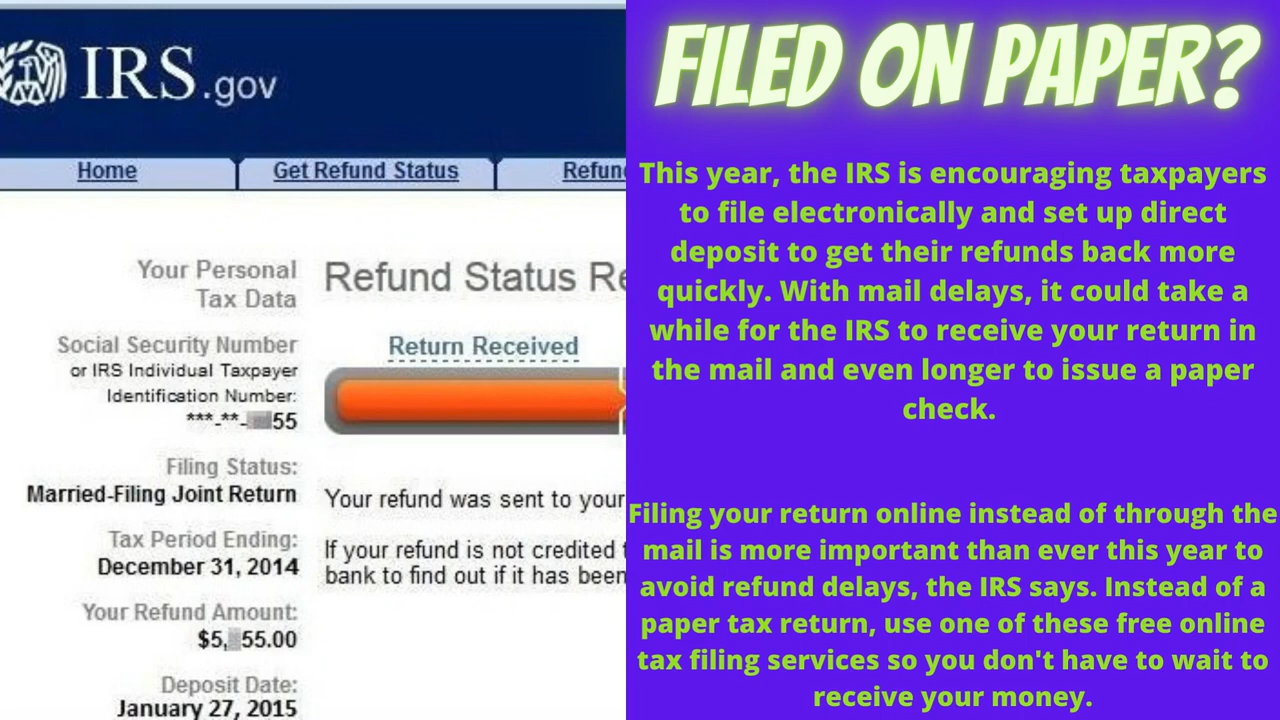 IRS.gov
Home
Get Refund Status
Your Personal
Tax Data
Social Security Number
or IRS Individual Taxpayer
Identification Number:
***-**-55
Filing Status:
Married-Filing Joint Return
Tax Period Ending:
December 31, 2014
Your Refund Amount:
$5, 55.00
Deposit Date:
January 27, 2015
Refund Status
Return Received
Your refund was sent to your
If your refund is not credited
bank to find out if it has been
FILED ON PAPER?
This year, the IRS is encouraging taxpayers
to file electronically and set up direct
deposit to get their refunds back more
quickly. With mail delays, it could take a
while for the IRS to receive your return in
the mail and even longer to issue a paper
check.
Filing your return online instead of through the
mail is more important than ever this year to
avoid refund delays, the IRS says. Instead of a
paper tax return, use one of these free online
tax filing services so you don't have to wait to
receive your money.